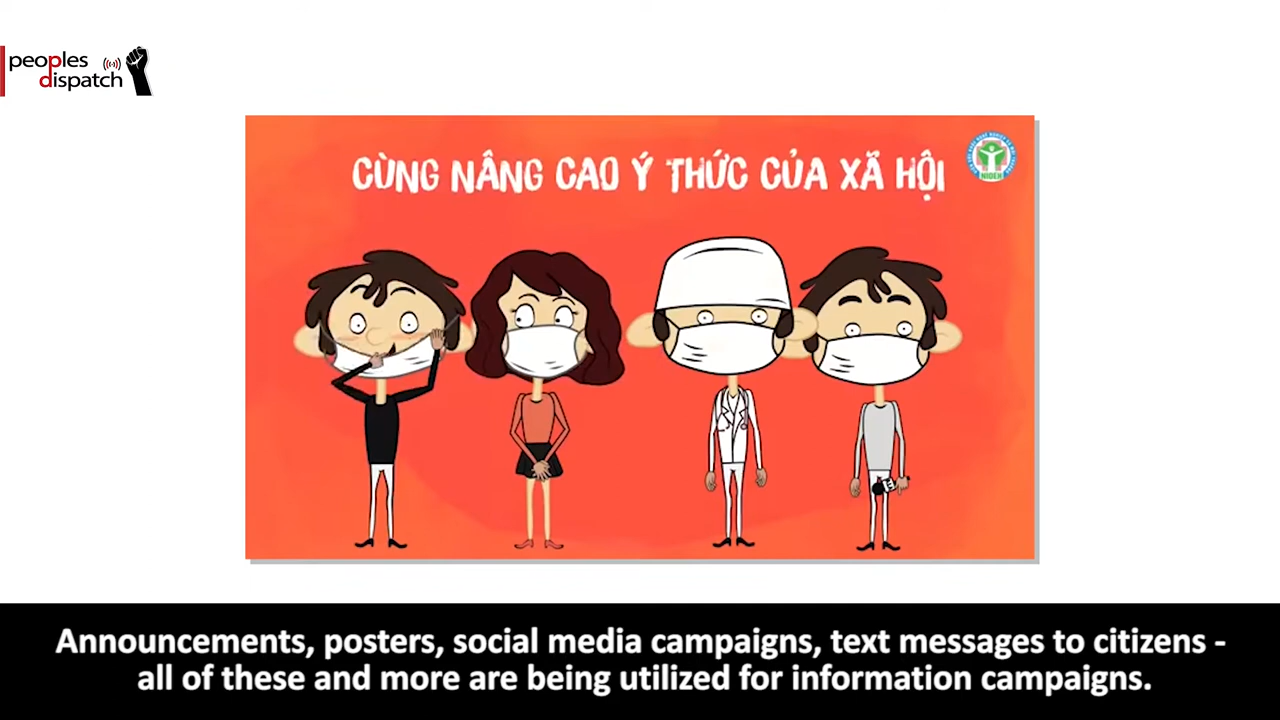 peoples
dispatch
CÙNG NÂNG CAO Ý THỨC CỦA XÃ HỘI
NIOEH
Announcements, posters, social media campaigns, text messages to citizens -
all of these and more are being utilized for information campaigns.